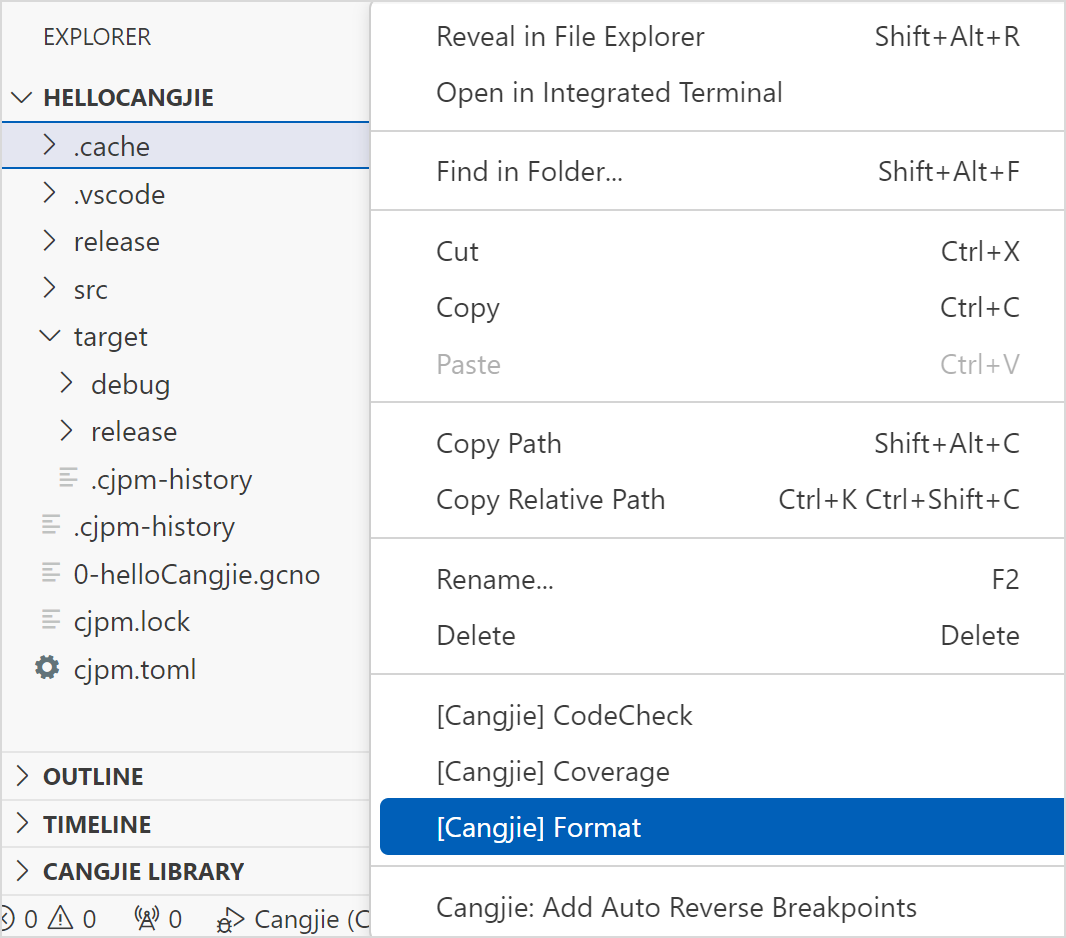 EXPLORER
HELLOCANGJIE
.cache
.vscode
release
src
target
debug
release
.cjpm-history
.cjpm-history
0-helloCangjie.gcno
cjpm.lock
cjpm.toml
OUTLINE
TIMELINE
CANGJIE LIBRARY
0 0 0 Cangjie (C
Reveal in File Explorer Shift+Alt+R
Open in Integrated Terminal
Find in Folder... Shift+Alt+F
Cut Ctrl+X
Copy Ctrl+C
Paste Ctrl+V
Copy Path Shift+Alt+C
Copy Relative Path Ctrl+K Ctrl+Shift+C
Rename... F2
Delete Delete
[Cangjie] CodeCheck
[Cangjie] Coverage
[Cangjie] Format
Cangjie: Add Auto Reverse Breakpoints